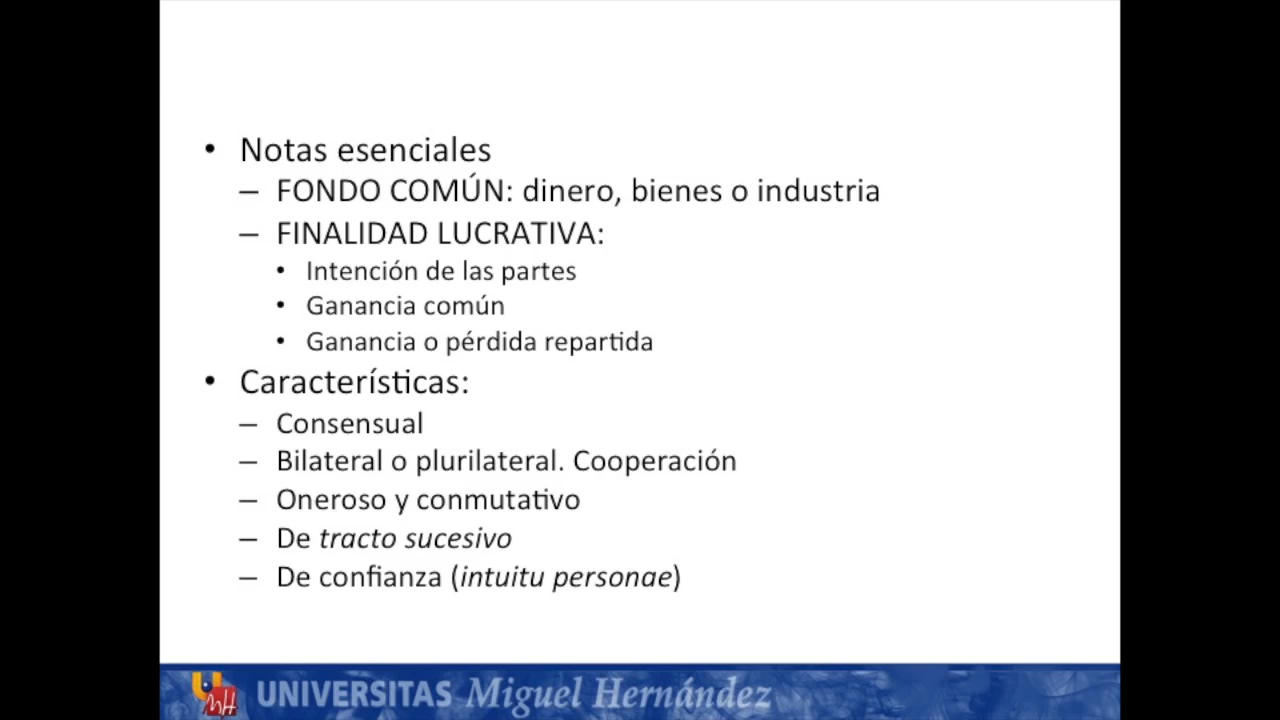 • Notas esenciales
– FONDO COMÚN: dinero, bienes o industria
– FINALIDAD LUCRATIVA:
• Intención de las partes
• Ganancia común
• Ganancia o pérdida repartida
• Características:
– Consensual
– Bilateral o plurilateral. Cooperación
– Oneroso y conmutativo
– De tracto sucesivo
– De confianza (intuitu personae)
UMH UNIVERSITAS Miguel Hernández